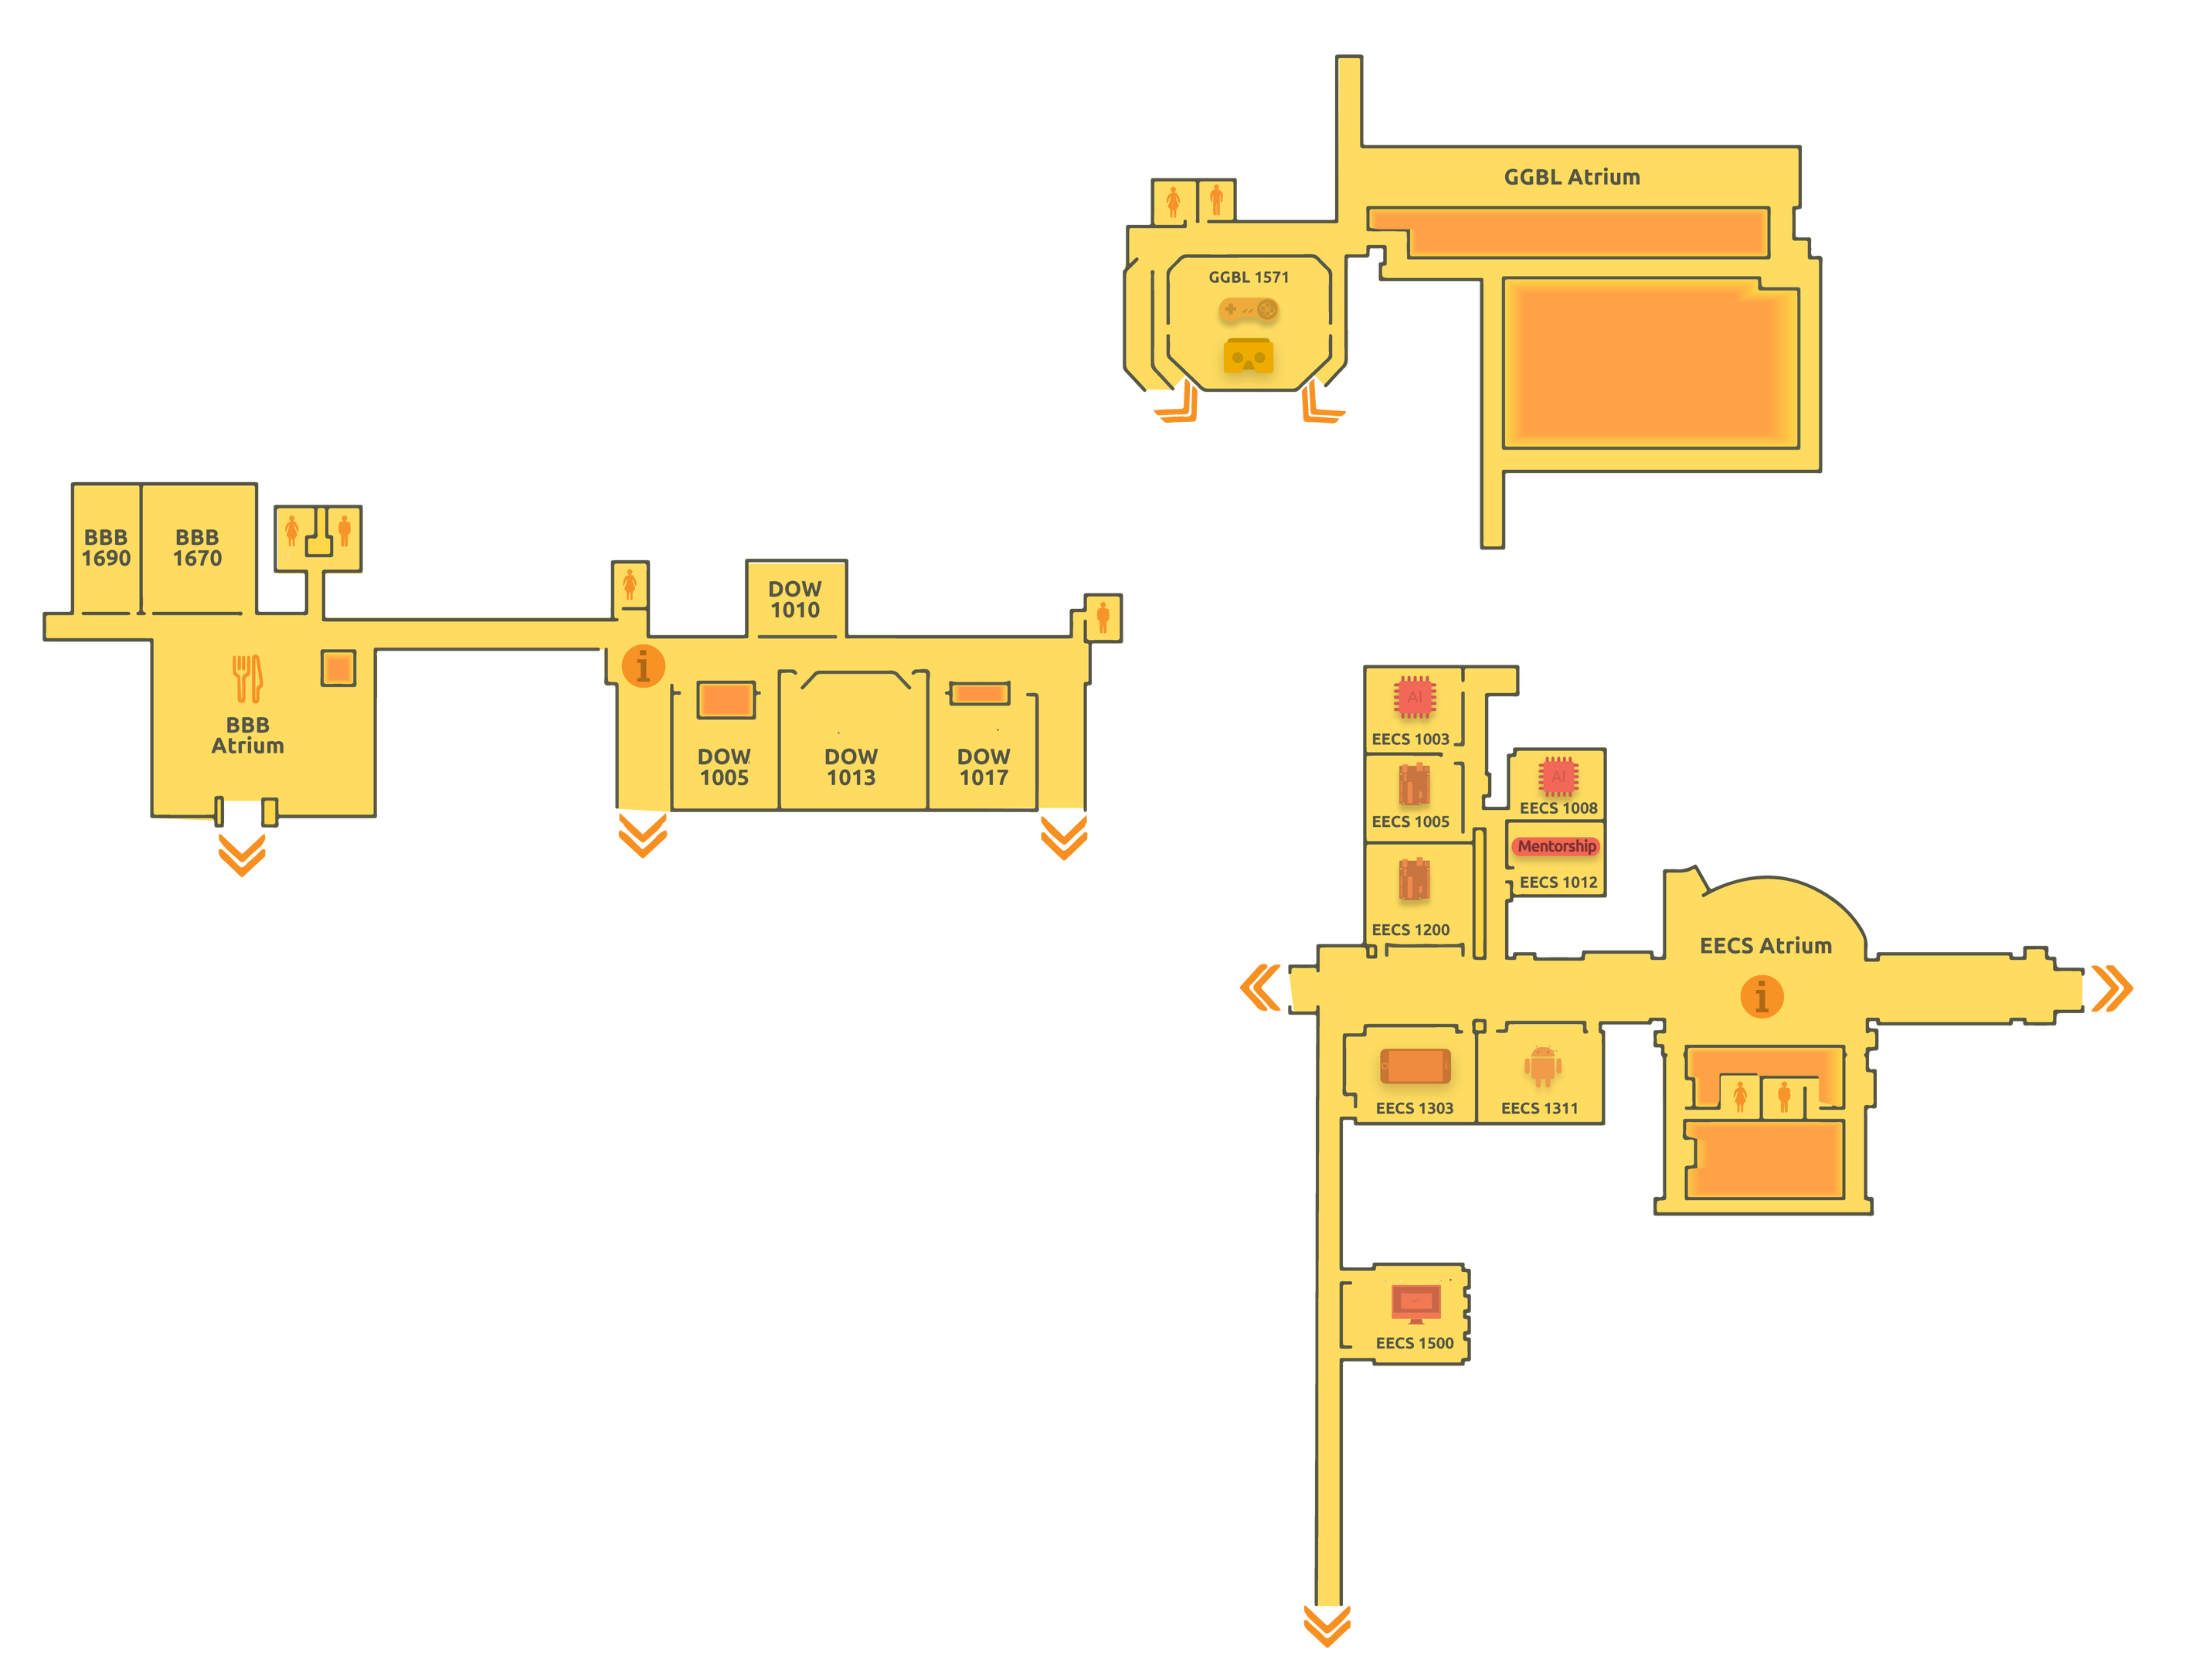 GGBL Atrium
GGBL 1571
BBB
1690
BBB
1670
BBB
Atrium
i
DOW
1010
DOW
1005
DOW
1013
DOW
1017
AI
EECS 1003
EECS 1005
AI
EECS 1008
Mentorship
EECS 1012
EECS 1200
EECS Atrium
i
EECS 1303
EECS 1311
EECS 1500